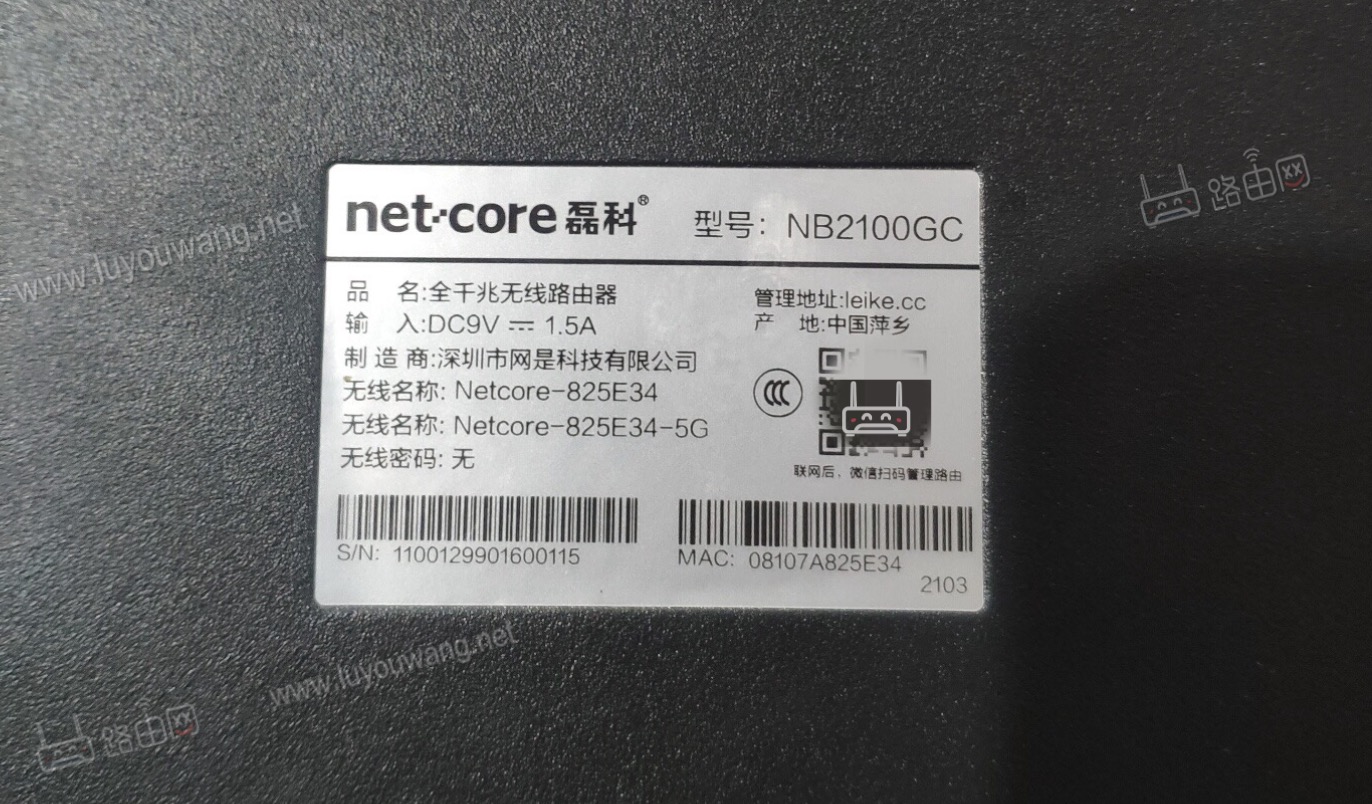 net·core磊科® 型号: NB2100GC
品 名:全千兆无线路由器
输 入:DC9V ⎓ 1.5A
制 造 商:深圳市网是科技有限公司
无线名称: Netcore-825E34
无线名称: Netcore-825E34-5G
无线密码: 无
管理地址:leike.cc
产 地:中国萍乡
CCC
联网后，微信扫码管理路由
S/N: 1100129901600115
MAC: 08107A825E34
2103
www.luyouwang.net
路由网
www.luyouwang.net
路由网